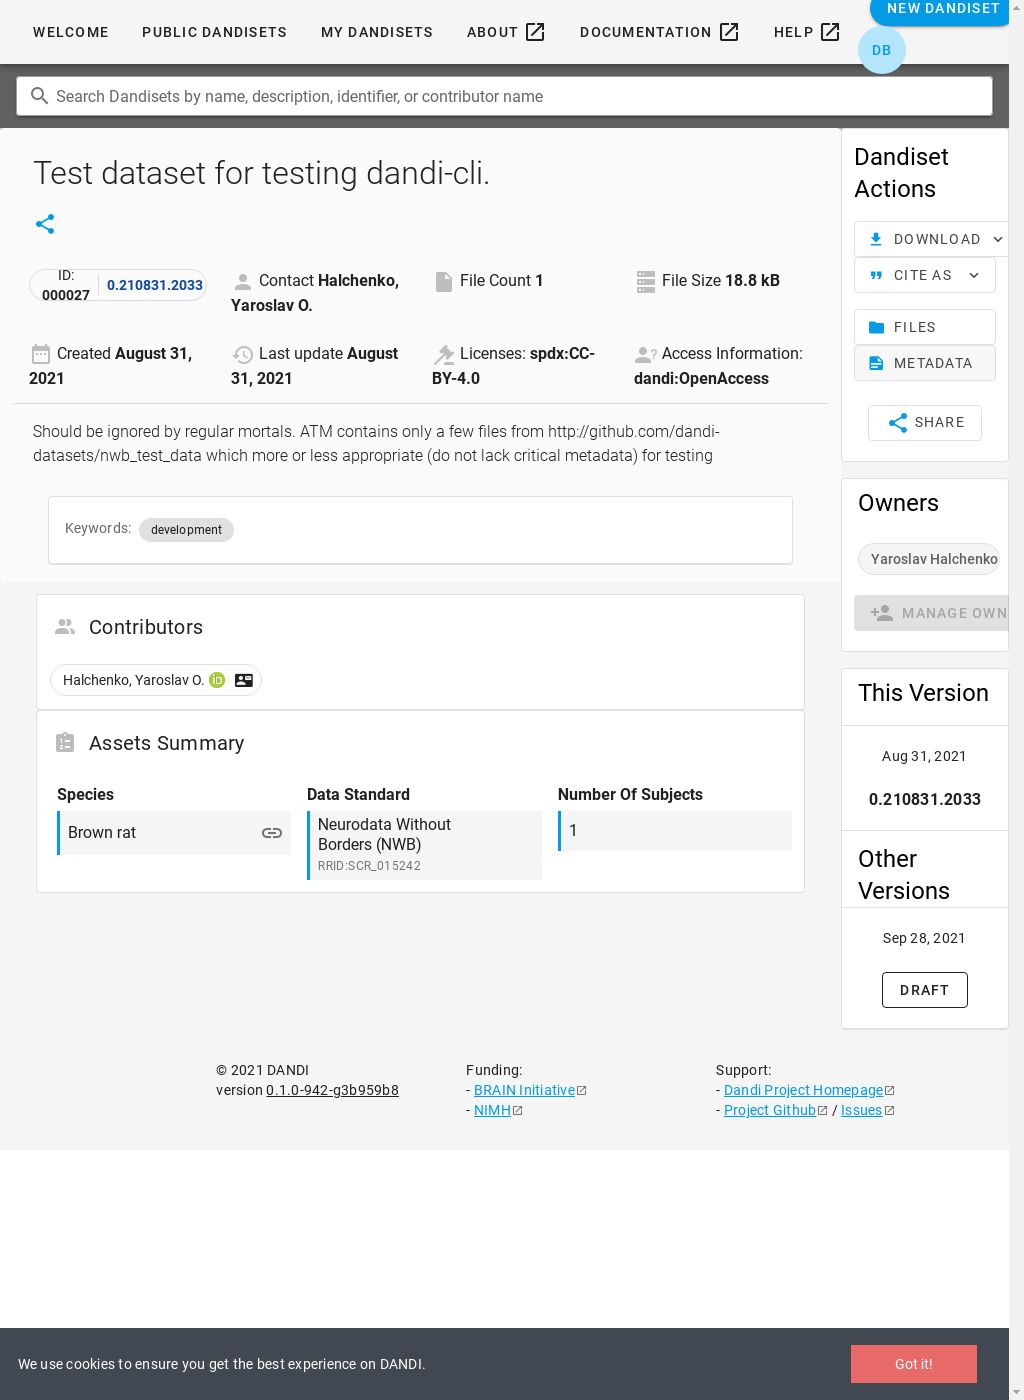 WELCOME PUBLIC DANDISETS MY DANDISETS ABOUT DOCUMENTATION HELP NEW DANDISET
DB
Search Dandisets by name, description, identifier, or contributor name
Test dataset for testing dandi-cli.
ID: 000027 0.210831.2033
Contact Halchenko, Yaroslav O.
File Count 1
File Size 18.8 kB
Created August 31, 2021
Last update August 31, 2021
Licenses: spdx:CC-BY-4.0
Access Information: dandi:OpenAccess
Should be ignored by regular mortals. ATM contains only a few files from http://github.com/dandi-
datasets/nwb_test_data which more or less appropriate (do not lack critical metadata) for testing
Keywords: development
Contributors
Halchenko, Yaroslav O.
Assets Summary
Species
Brown rat
Data Standard
Neurodata Without
Borders (NWB)
RRID:SCR_015242
Number Of Subjects
1
Dandiset
Actions
DOWNLOAD
CITE AS
FILES
METADATA
SHARE
Owners
Yaroslav Halchenko
MANAGE OWN
This Version
Aug 31, 2021
0.210831.2033
Other
Versions
Sep 28, 2021
DRAFT
© 2021 DANDI
version 0.1.0-942-g3b959b8
Funding:
- BRAIN Initiative
- NIMH
Support:
- Dandi Project Homepage
- Project Github / Issues
We use cookies to ensure you get the best experience on DANDI.
Got it!